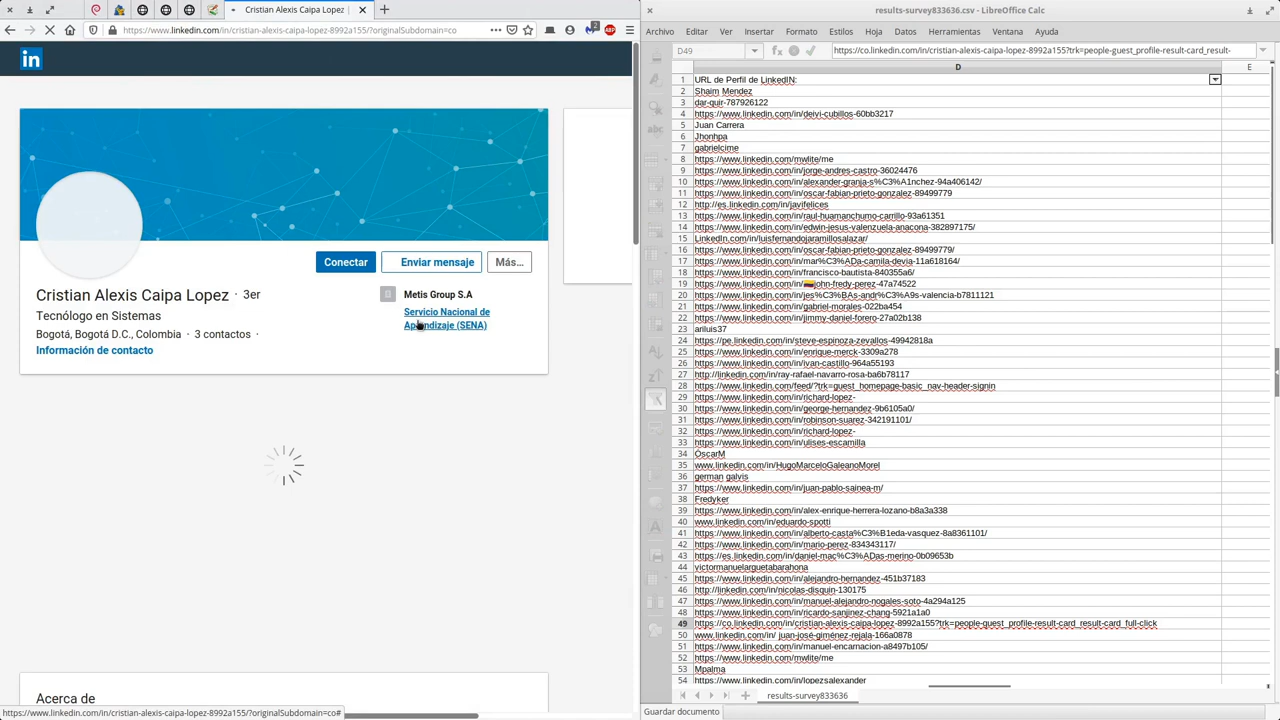 Cristian Alexis Caipa Lopez |
https://www.linkedin.com/in/cristian-alexis-caipa-lopez-8992a155/?originalSubdomain=co
in
Conectar
Enviar mensaje
Más...
Cristian Alexis Caipa Lopez · 3er
Tecnólogo en Sistemas
Bogotá, Bogotá D.C., Colombia · 3 contactos ·
Información de contacto
Metis Group S.A
Servicio Nacional de
Aprendizaje (SENA)
Acerca de
https://www.linkedin.com/in/cristian-alexis-caipa-lopez-8992a155/?originalSubdomain=co#
results-survey833636.csv - LibreOffice Calc
Archivo Editar Ver Insertar Formato Estilos Hoja Datos Herramientas Ventana Ayuda
D49
https://co.linkedin.com/in/cristian-alexis-caipa-lopez-8992a155?trk=people-guest_profile-result-card_result-
D E
1 URL de Perfil de LinkedIN:
2 Shaim Mendez
3 dar-quir-787926122
4 https://www.linkedin.com/in/deivi-cubillos-60bb3217
5 Juan Carrera
6 Jhonhpa
7 gabrielcime
8 https://www.linkedin.com/mwlite/me
9 https://www.linkedin.com/in/jorge-andres-castro-36024476
10 https://www.linkedin.com/in/alexander-granja-s%C3%A1nchez-94a406142/
11 https://www.linkedin.com/in/oscar-fabian-prieto-gonzalez-89499779
12 http://es.linkedin.com/in/javifelices
13 https://www.linkedin.com/in/raul-huamanchumo-carrillo-93a61351
14 https://www.linkedin.com/in/edwin-jesus-valenzuela-anacona-382897175/
15 LinkedIn.com/in/luisfernandojaramillosalazar/
16 https://www.linkedin.com/in/oscar-fabian-prieto-gonzalez-89499779/
17 https://www.linkedin.com/in/mar%C3%ADa-camila-devia-11a618164/
18 https://www.linkedin.com/in/francisco-bautista-840355a6/
19 https://www.linkedin.com/in/🇨🇴john-fredy-perez-47a74522
20 https://www.linkedin.com/in/jes%C3%BAs-andr%C3%A9s-valencia-b7811121
21 https://www.linkedin.com/in/gabriel-morales-022ba454
22 https://www.linkedin.com/in/jimmy-daniel-forero-27a02b138
23 ariluis37
24 https://pe.linkedin.com/in/steve-espinoza-zevallos-49942818a
25 https://www.linkedin.com/in/enrique-merck-3309a278
26 https://www.linkedin.com/in/ivan-castillo-964a55193
27 http://linkedin.com/in/ray-rafael-navarro-rosa-ba6b78117
28 https://www.linkedin.com/feed/?trk=guest_homepage-basic_nav-header-signin
29 https://www.linkedin.com/in/richard-lopez-
30 https://www.linkedin.com/in/george-hernandez-9b6105a0/
31 https://www.linkedin.com/in/robinson-suarez-342191101/
32 https://www.linkedin.com/in/richard-lopez-
33 https://www.linkedin.com/in/ulises-escamilla
34 OscarM
35 www.linkedin.com/in/HugoMarceloGaleanoMorel
36 german galvis
37 https://www.linkedin.com/in/juan-pablo-sainea-m/
38 Fredyker
39 https://www.linkedin.com/in/alex-enrique-herrera-lozano-b8a3a338
40 www.linkedin.com/in/eduardo-spotti
41 https://www.linkedin.com/in/alberto-casta%C3%B1eda-vasquez-8a8361101/
42 https://www.linkedin.com/in/mario-perez-834343117/
43 https://es.linkedin.com/in/daniel-mac%C3%ADas-merino-0b09653b
44 victormanuelarguetabarahona
45 https://www.linkedin.com/in/alejandro-hernandez-451b37183
46 http://linkedin.com/in/nicolas-disquin-130175
47 https://www.linkedin.com/in/manuel-alejandro-nogales-soto-4a294a125
48 https://www.linkedin.com/in/ricardo-sanjinez-chang-5921a1a0
49 https://co.linkedin.com/in/cristian-alexis-caipa-lopez-8992a155?trk=people-guest_profile-result-card_result-card_full-click
50 www.linkedin.com/in/ juan-josé-giménez-rejala-166a0878
51 https://www.linkedin.com/in/manuel-encarnacion-a8497b105/
52 https://www.linkedin.com/mwlite/me
53 Mpalma
54 https://www.linkedin.com/in/lopezsalexander
results-survey833636
Guardar documento